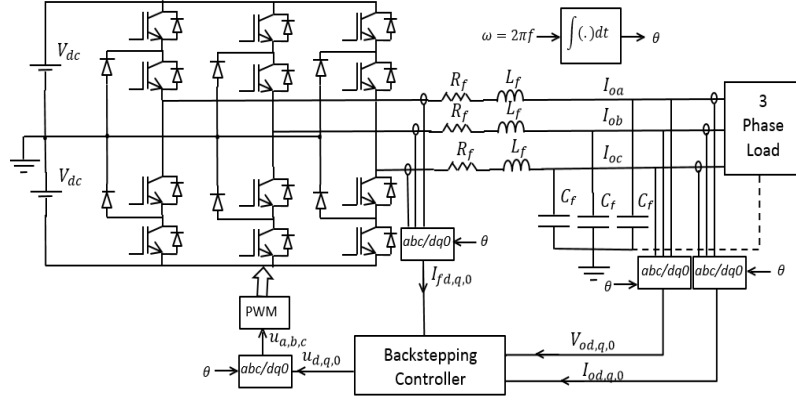 ω = 2πf
∫(.)dt
θ
V_dc
V_dc
R_f
L_f
I_oa
R_f
L_f
I_ob
R_f
L_f
I_oc
3
Phase
Load
C_f
C_f
C_f
abc/dq0
θ
I_fd,q,0
θ
abc/dq0
abc/dq0
θ
PWM
u_a,b,c
θ
abc/dq0
u_d,q,0
Backstepping
Controller
V_od,q,0
I_od,q,0